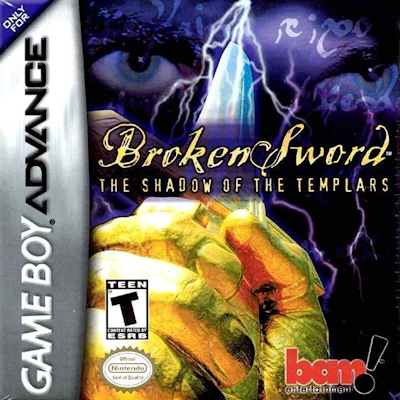 ONLY
FOR
GAME BOY ADVANCE
Broken Sword™
THE SHADOW OF THE TEMPLARS
TEEN
T
CONTENT RATED BY
ESRB
Official
Nintendo
Seal of Quality
bam!
entertainment